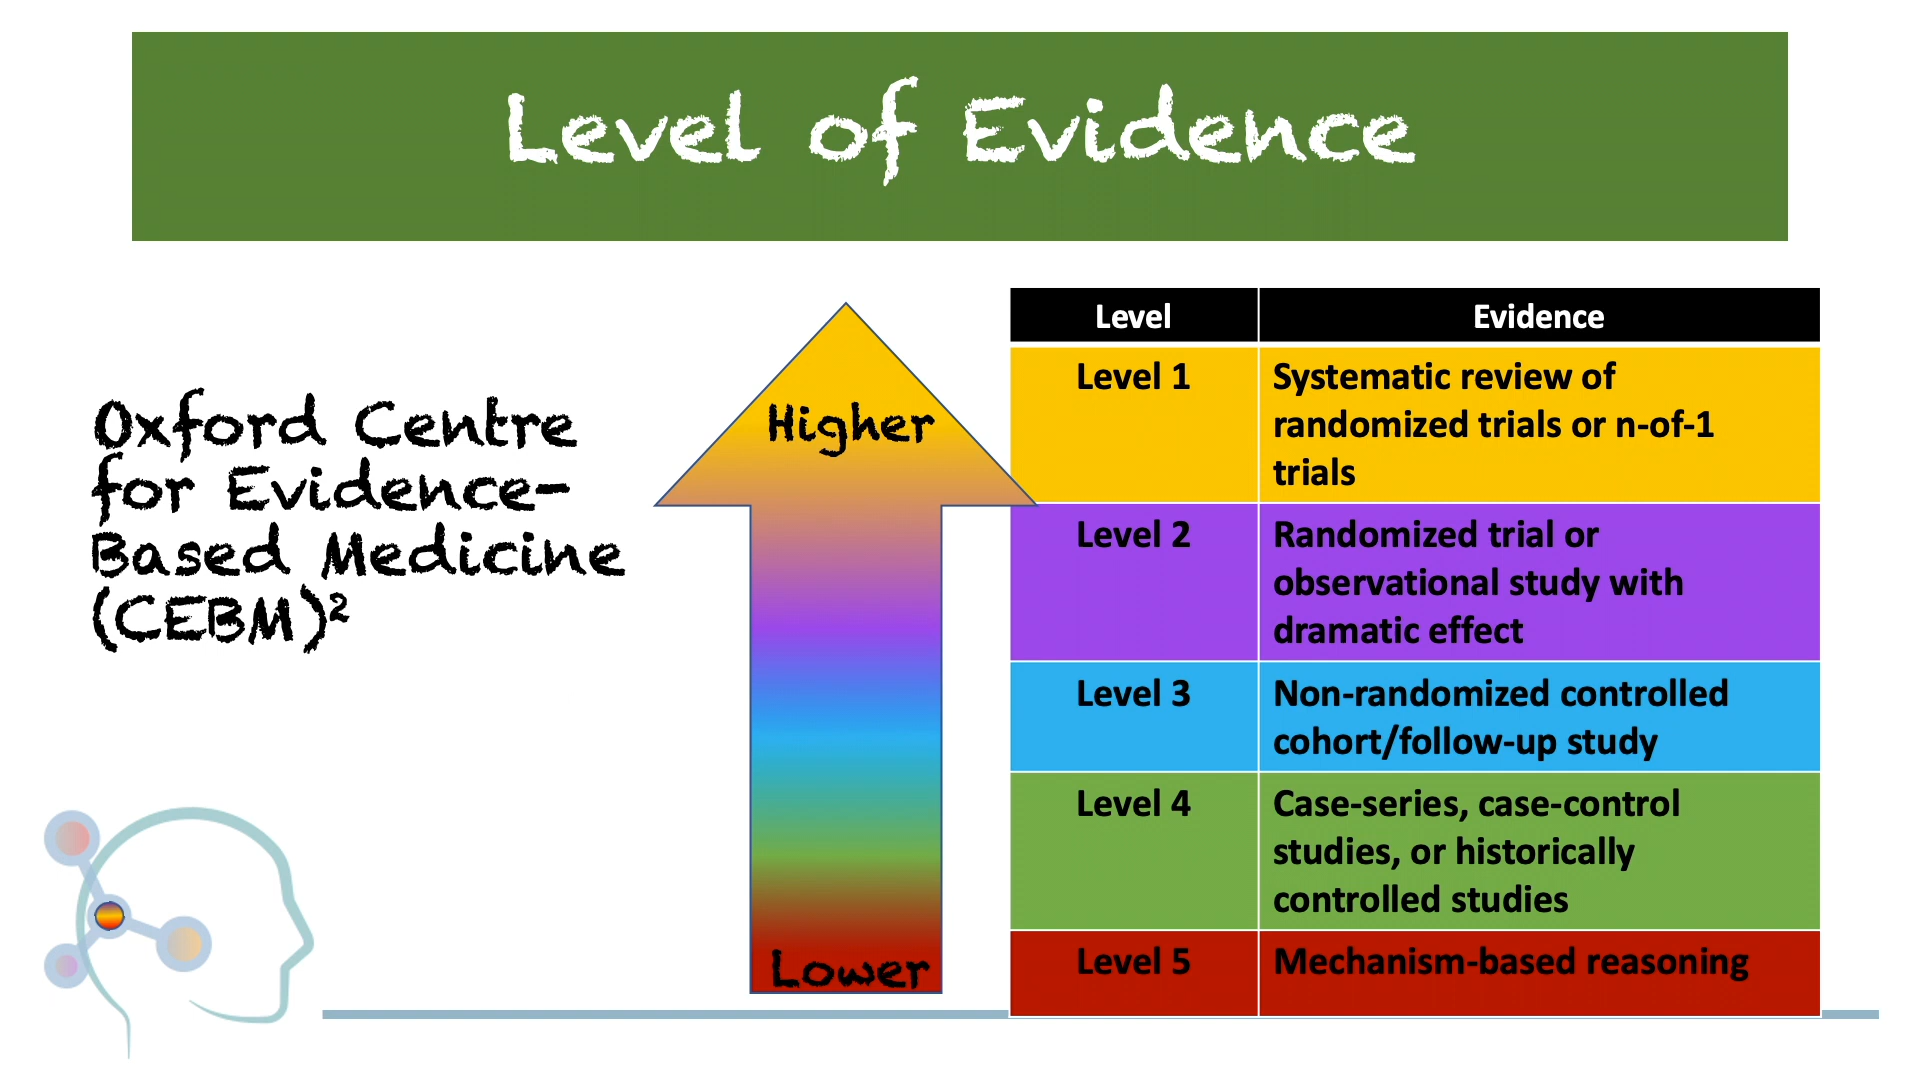 Level of Evidence
Oxford Centre
for Evidence-
Based Medicine
(CEBM)²
Higher
Lower
Level Evidence
Level 1 Systematic review of
randomized trials or n-of-1
trials
Level 2 Randomized trial or
observational study with
dramatic effect
Level 3 Non-randomized controlled
cohort/follow-up study
Level 4 Case-series, case-control
studies, or historically
controlled studies
Level 5 Mechanism-based reasoning